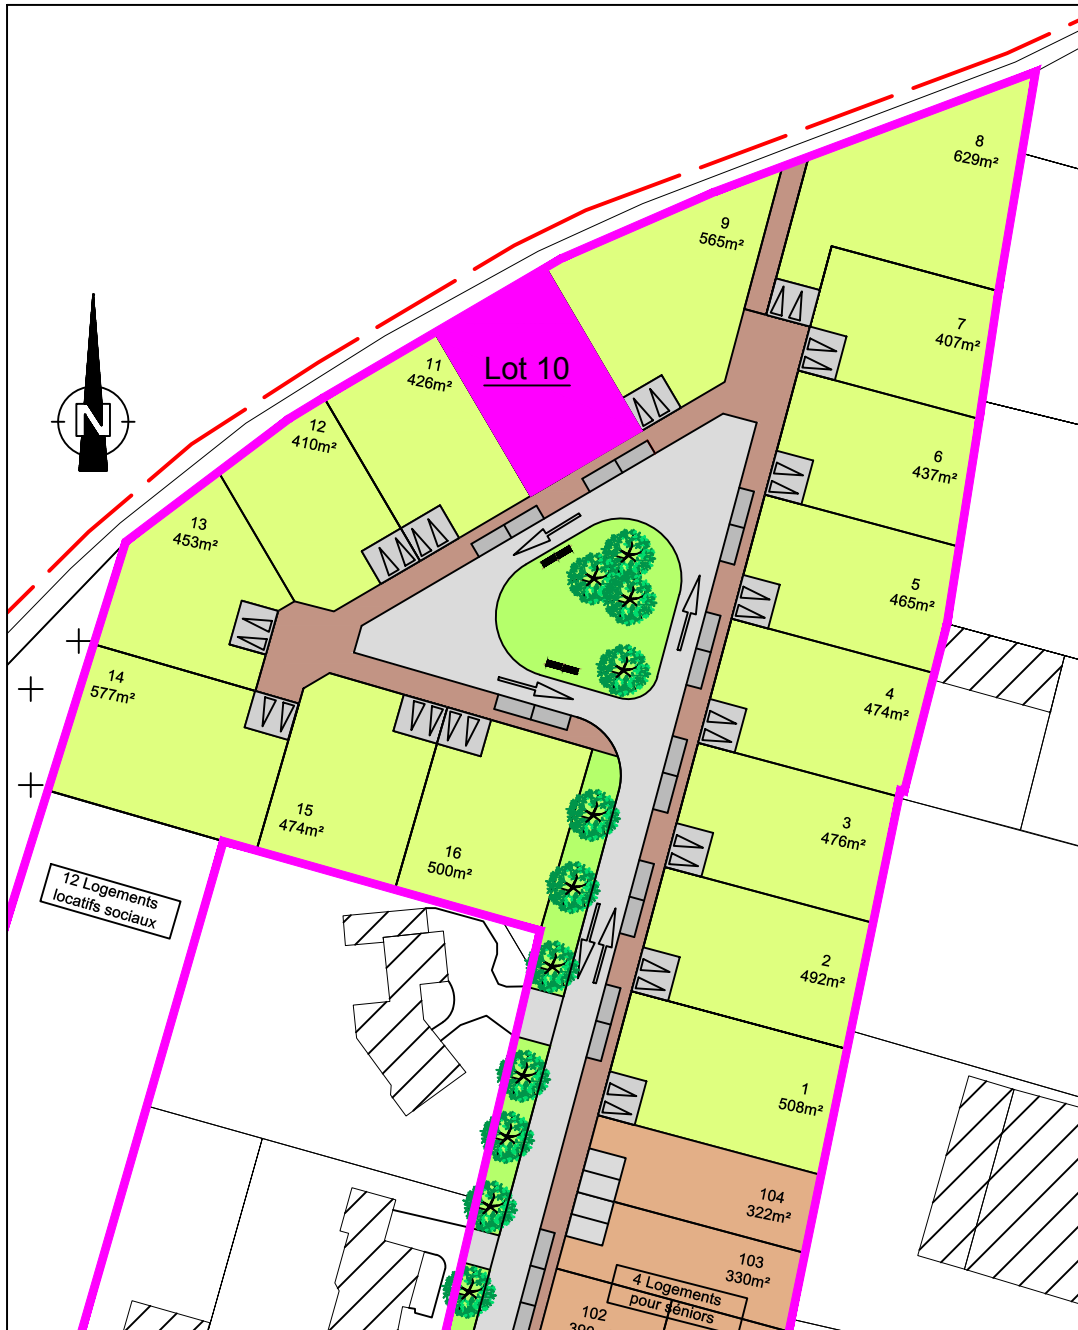 8
629m²
9
565m²
7
407m²
11
426m²
Lot 10
N
12
410m²
6
437m²
13
453m²
5
465m²
14
577m²
4
474m²
15
474m²
3
476m²
16
500m²
12 Logements
locatifs sociaux
2
492m²
1
508m²
104
322m²
103
330m²
4 Logements
pour séniors
102